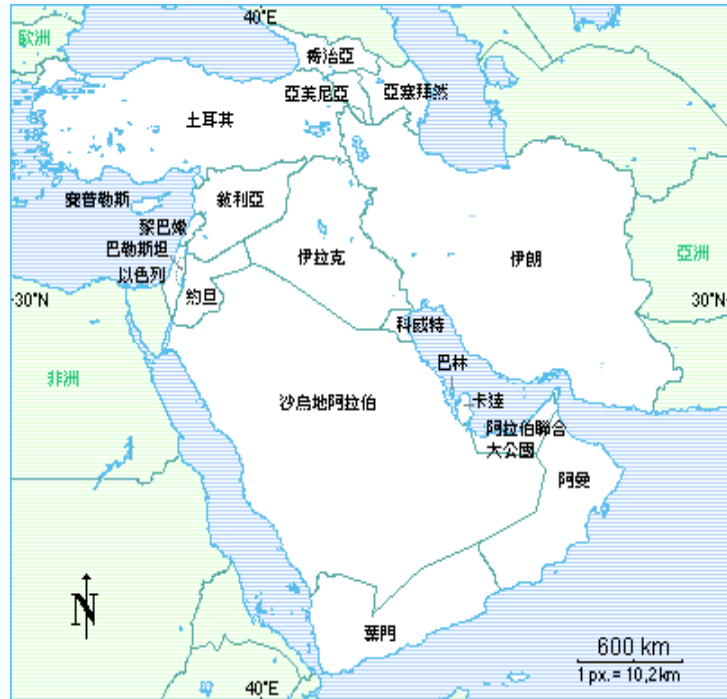 40°E
歐洲
喬治亞
亞美尼亞
亞塞拜然
土耳其
賽普勒斯
敘利亞
黎巴嫩
巴勒斯坦
以色列
伊拉克
伊朗
亞洲
約旦
30°N
30°N
科威特
非洲
巴林
沙烏地阿拉伯
卡達
阿拉伯聯合
大公國
阿曼
N
葉門
600 km
1 px. = 10,2 km
40°E